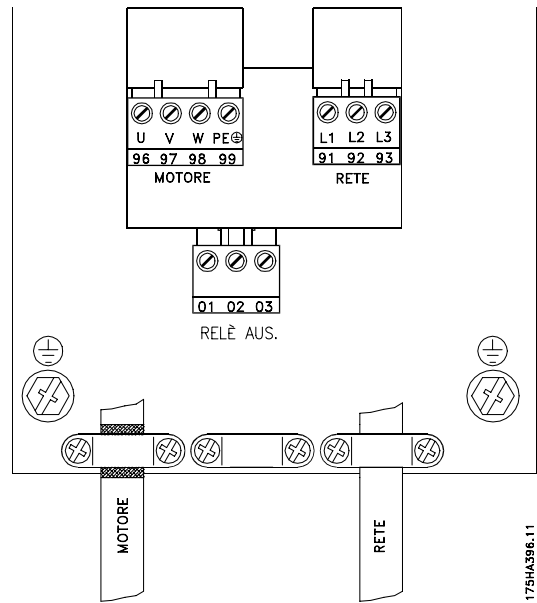 U V W PE
L1 L2 L3
96 97 98 99
91 92 93
MOTORE
RETE
01 02 03
RELÈ AUS.
MOTORE
RETE
175HA396.11